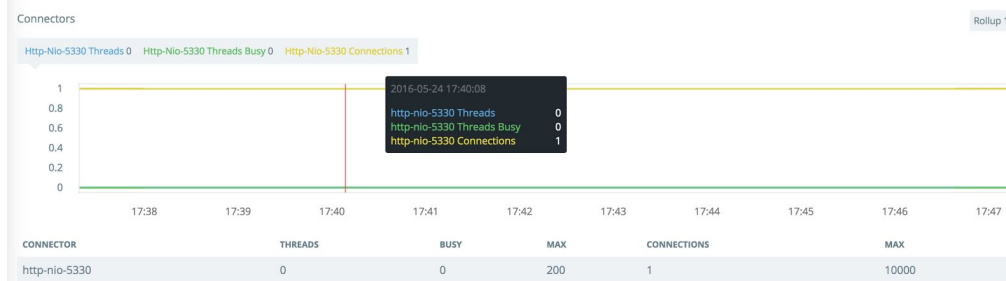 Connectors
Rollup
Http-Nio-5330 Threads 0 Http-Nio-5330 Threads Busy 0 Http-Nio-5330 Connections 1
2016-05-24 17:40:08
http-nio-5330 Threads 0
http-nio-5330 Threads Busy 0
http-nio-5330 Connections 1
1
0.8
0.6
0.4
0.2
0
17:38 17:39 17:40 17:41 17:42 17:43 17:44 17:45 17:46 17:47
CONNECTOR THREADS BUSY MAX CONNECTIONS MAX
http-nio-5330 0 0 200 1 10000